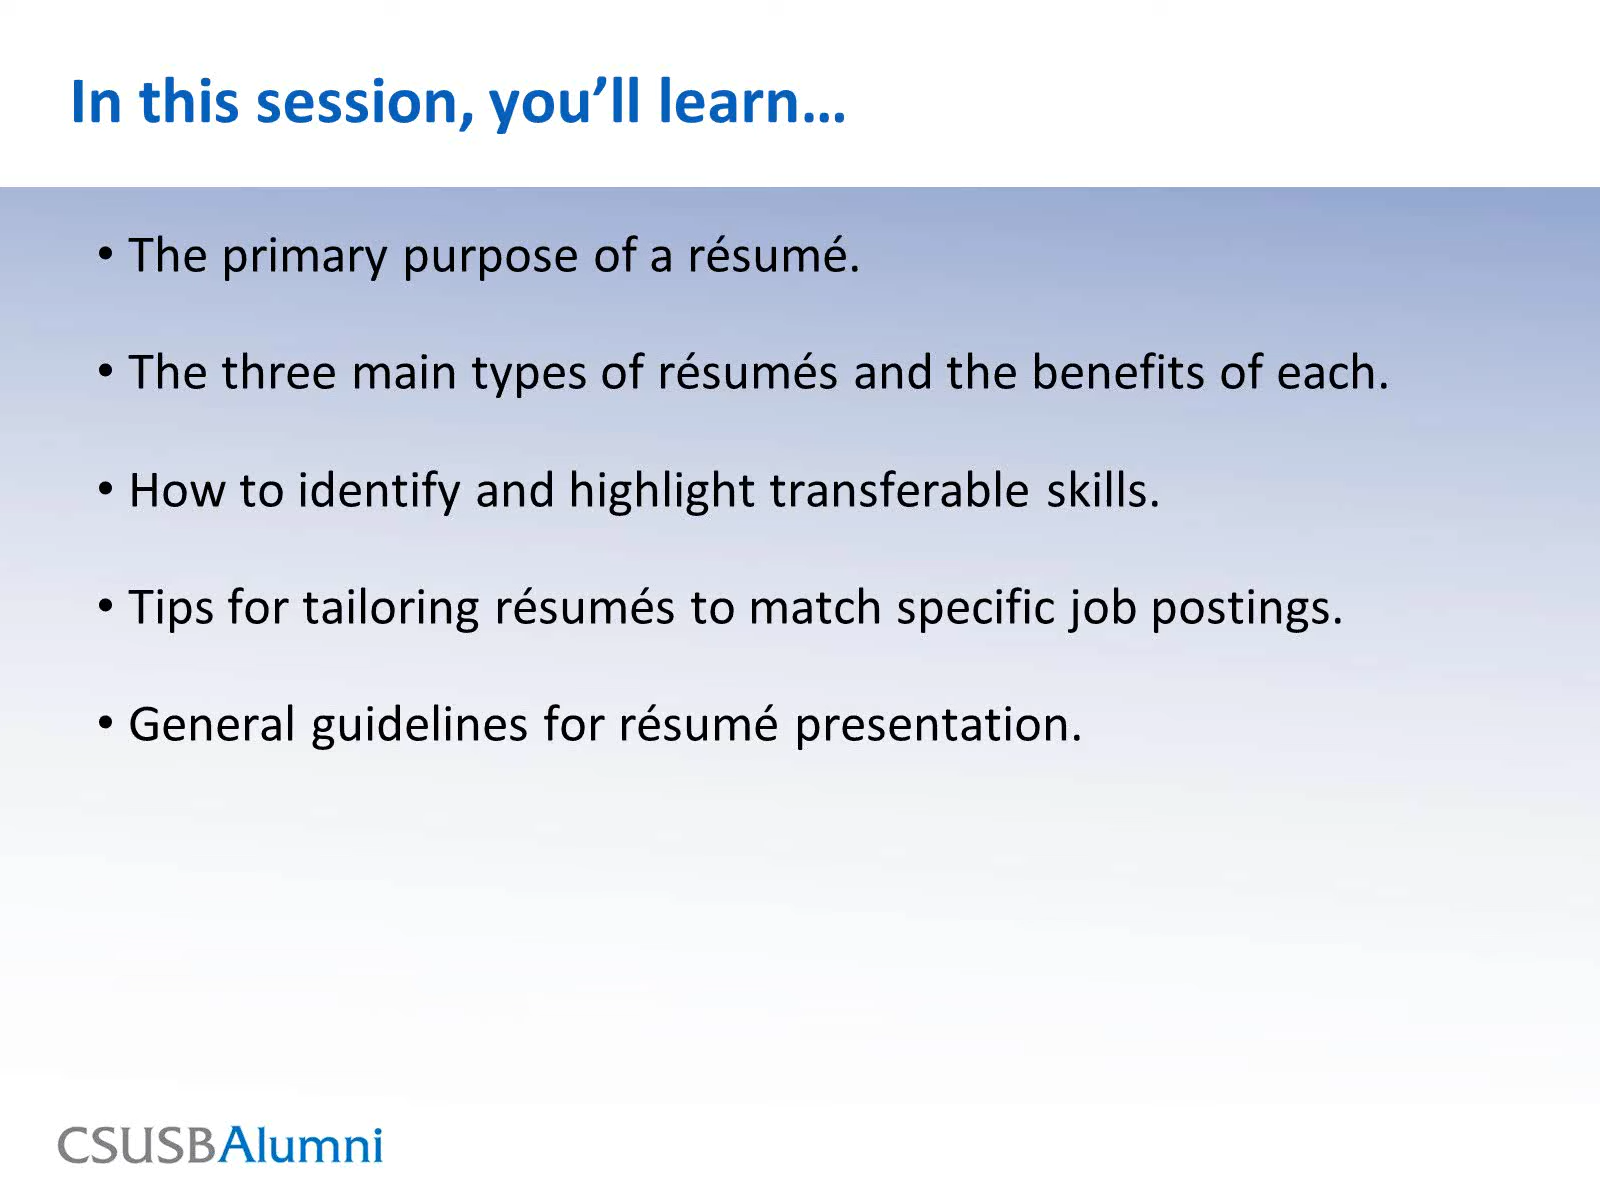 In this session, you’ll learn…
• The primary purpose of a résumé.
• The three main types of résumés and the benefits of each.
• How to identify and highlight transferable skills.
• Tips for tailoring résumés to match specific job postings.
• General guidelines for résumé presentation.
CSUSBAlumni